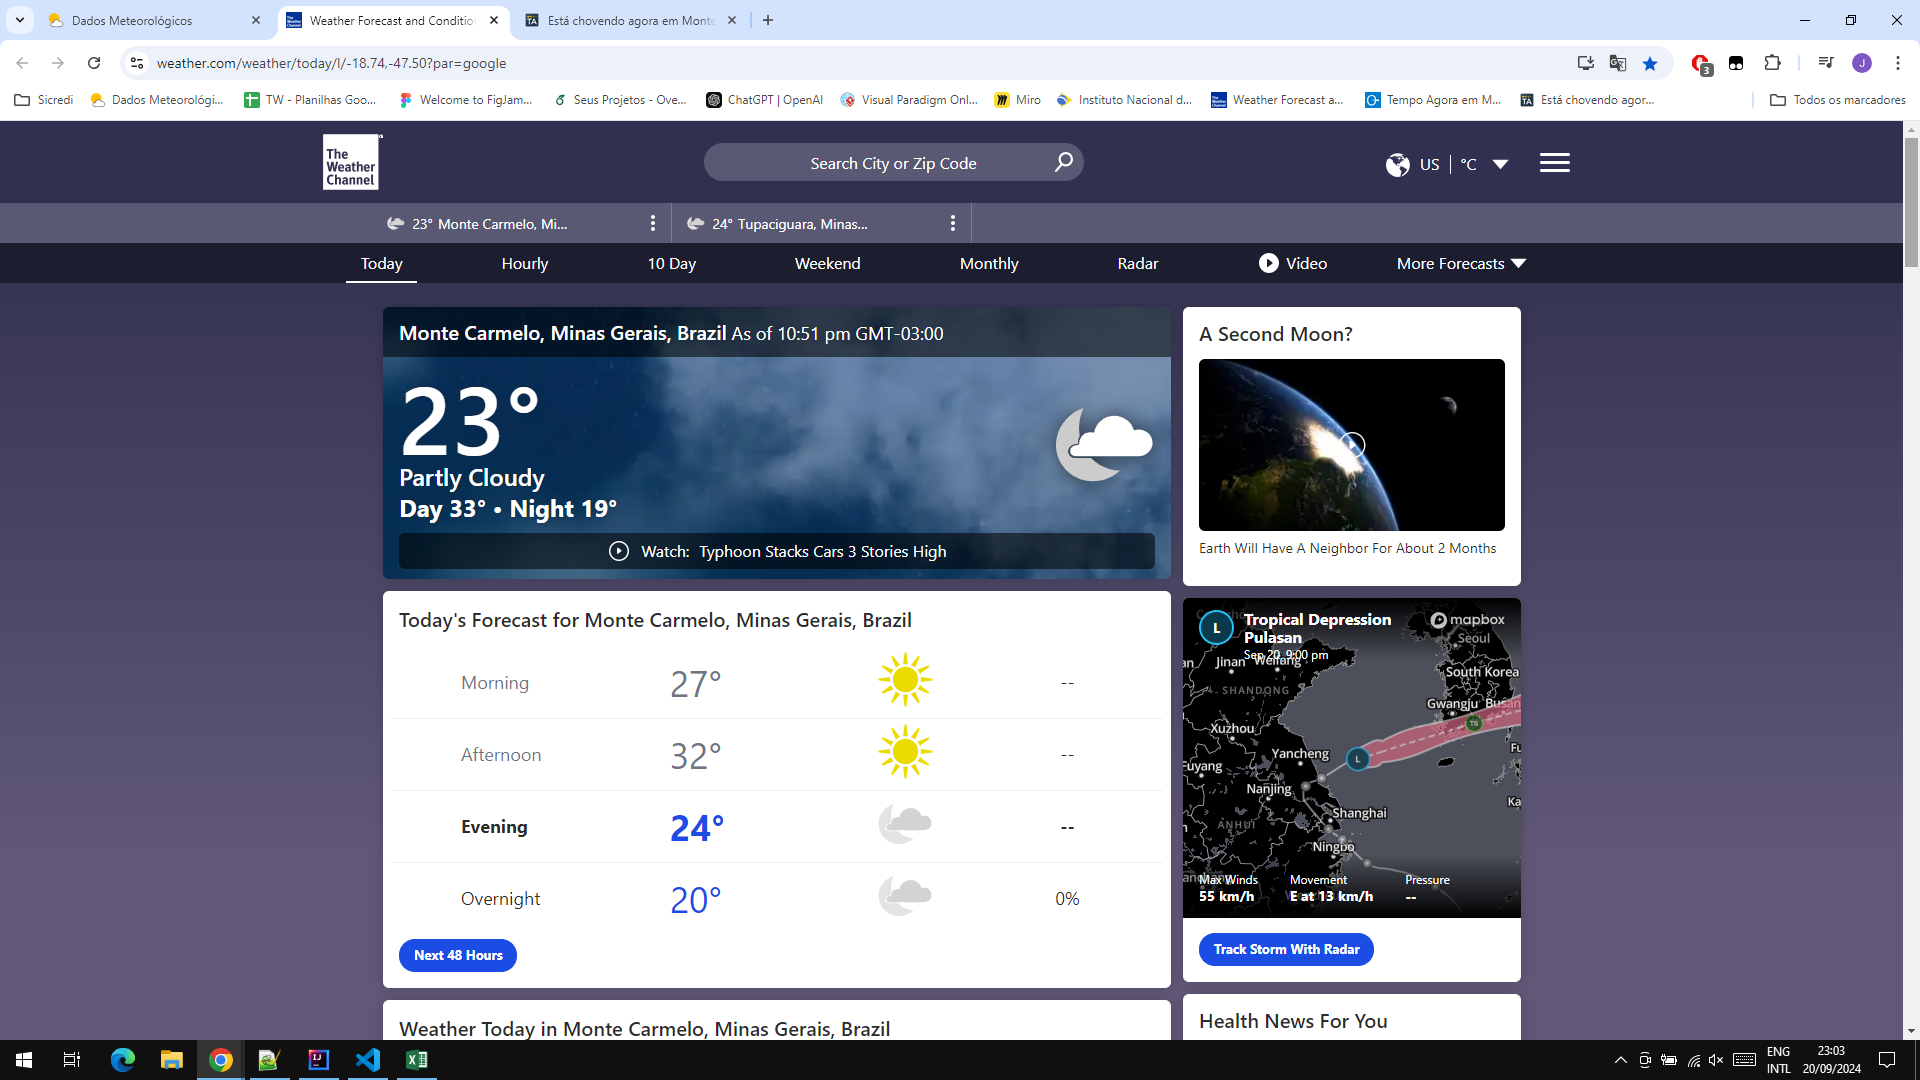 Dados Meteorológicos
Weather Forecast and Conditio
Está chovendo agora em Monte
weather.com/weather/today/l/-18.74,-47.50?par=google
3
J
Sicredi
Dados Meteorológi...
TW - Planilhas Goo...
Welcome to FigJam...
Seus Projetos - Ove...
ChatGPT | OpenAI
Visual Paradigm Onl...
Miro
Instituto Nacional d...
Weather Forecast a...
Tempo Agora em M...
Está chovendo agor...
Todos os marcadores
The
Weather
Channel
Search City or Zip Code
US | °C
23° Monte Carmelo, Mi...
24° Tupaciguara, Minas...
Today
Hourly
10 Day
Weekend
Monthly
Radar
Video
More Forecasts
Monte Carmelo, Minas Gerais, Brazil As of 10:51 pm GMT-03:00
23°
Partly Cloudy
Day 33° • Night 19°
Watch: Typhoon Stacks Cars 3 Stories High
A Second Moon?
Earth Will Have A Neighbor For About 2 Months
Today's Forecast for Monte Carmelo, Minas Gerais, Brazil
Morning 27° --
Afternoon 32° --
Evening 24° --
Overnight 20° 0%
Next 48 Hours
L
Tropical Depression
Pulasan
Sep 20, 9:00 pm
mapbox
Seoul
Jinan
Weifang
South Korea
SHANDONG
Gwangju
Busan
TS
Xuzhou
Yancheng
L
Fuyang
Nanjing
Shanghai
ANHUI
Ningpo
Max Winds
55 km/h
Movement
E at 13 km/h
Pressure
--
Track Storm With Radar
Weather Today in Monte Carmelo, Minas Gerais, Brazil
Health News For You
ENG
INTL
23:03
20/09/2024